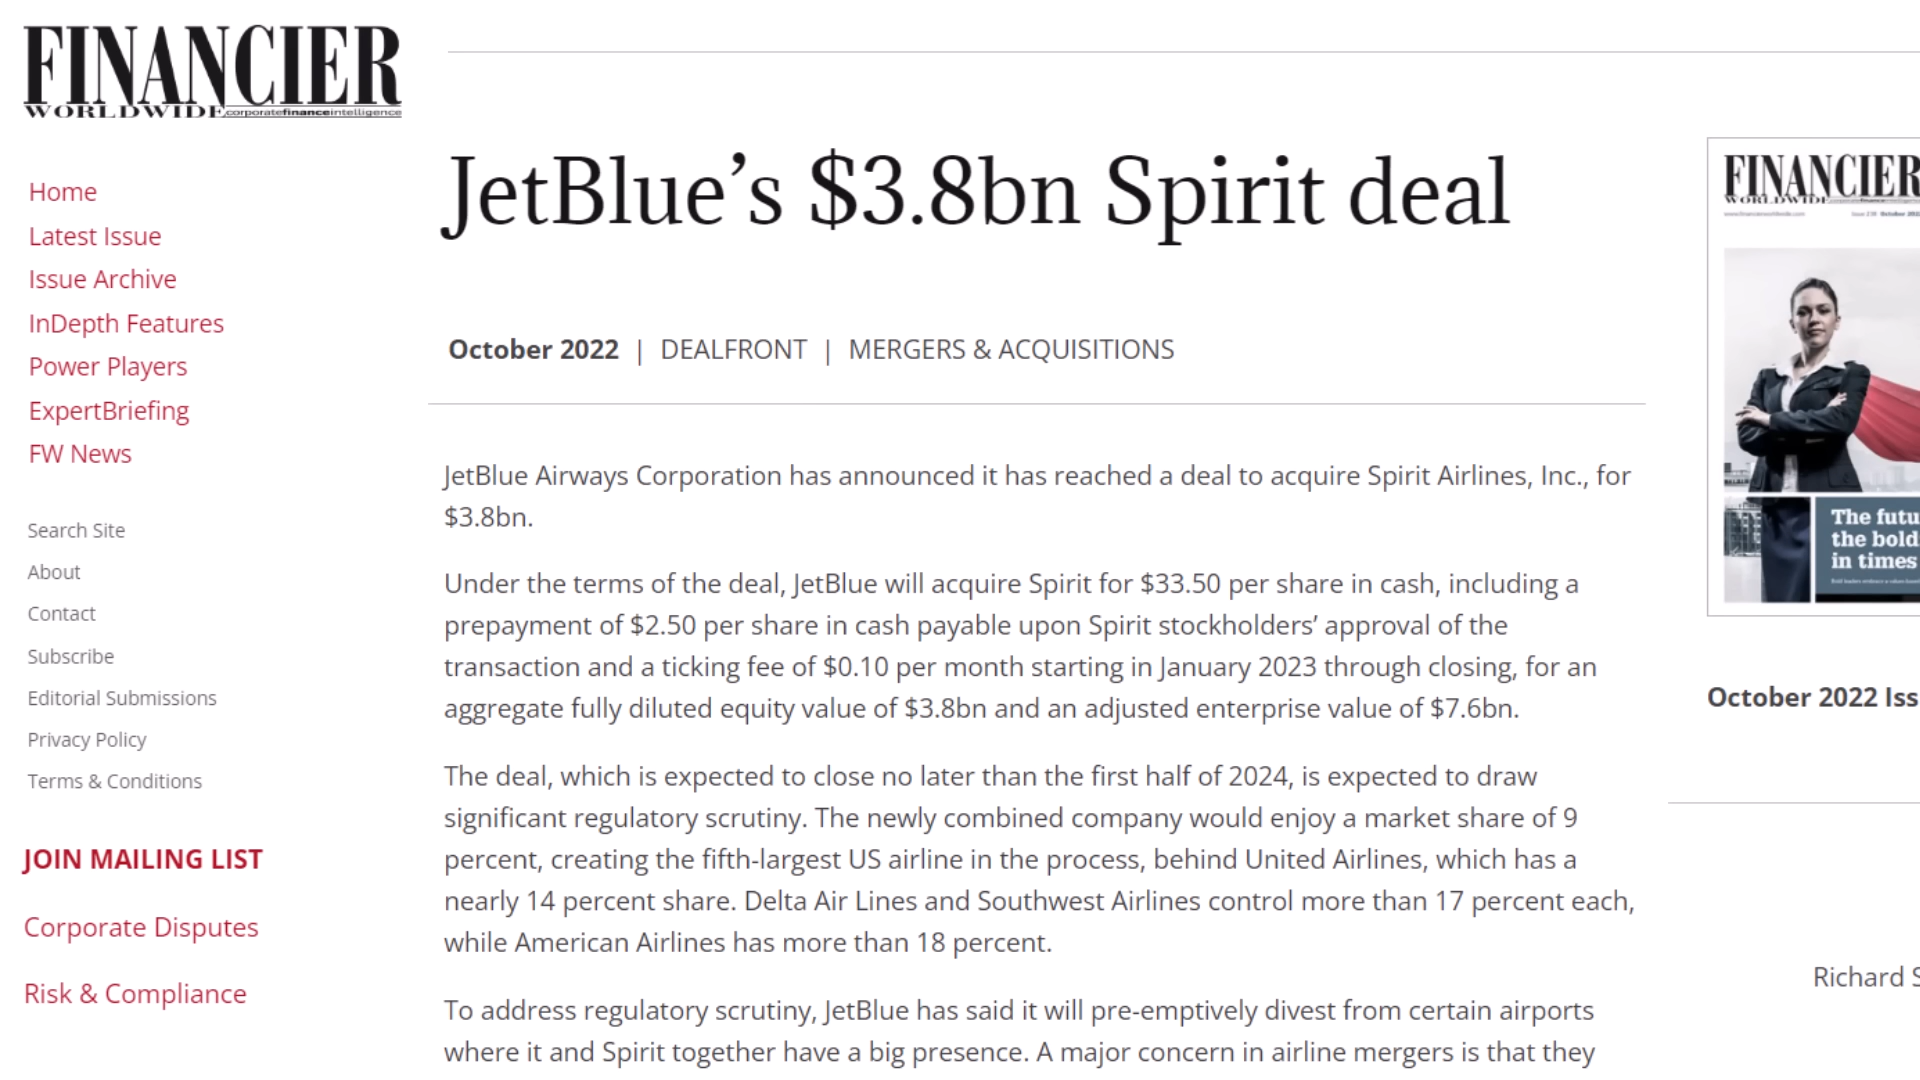 FINANCIER
WORLDWIDE corporatefinanceintelligence
Home
Latest Issue
Issue Archive
InDepth Features
Power Players
ExpertBriefing
FW News
Search Site
About
Contact
Subscribe
Editorial Submissions
Privacy Policy
Terms & Conditions
JOIN MAILING LIST
Corporate Disputes
Risk & Compliance
JetBlue’s $3.8bn Spirit deal
October 2022 | DEALFRONT | MERGERS & ACQUISITIONS
JetBlue Airways Corporation has announced it has reached a deal to acquire Spirit Airlines, Inc., for
$3.8bn.
Under the terms of the deal, JetBlue will acquire Spirit for $33.50 per share in cash, including a
prepayment of $2.50 per share in cash payable upon Spirit stockholders’ approval of the
transaction and a ticking fee of $0.10 per month starting in January 2023 through closing, for an
aggregate fully diluted equity value of $3.8bn and an adjusted enterprise value of $7.6bn.
The deal, which is expected to close no later than the first half of 2024, is expected to draw
significant regulatory scrutiny. The newly combined company would enjoy a market share of 9
percent, creating the fifth-largest US airline in the process, behind United Airlines, which has a
nearly 14 percent share. Delta Air Lines and Southwest Airlines control more than 17 percent each,
while American Airlines has more than 18 percent.
To address regulatory scrutiny, JetBlue has said it will pre-emptively divest from certain airports
where it and Spirit together have a big presence. A major concern in airline mergers is that they
FINANCIER
WORLDWIDE
The futu
the bold
in times
October 2022 Iss
Richard S